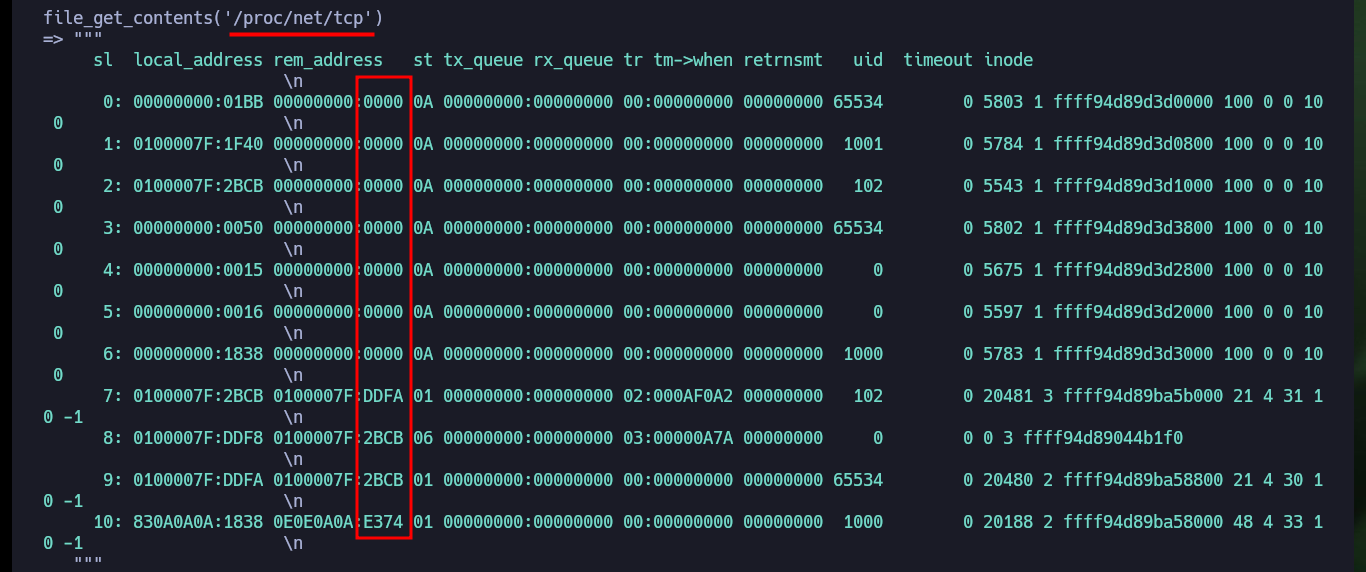 file_get_contents('/proc/net/tcp')
=> """
sl local_address rem_address st tx_queue rx_queue tr tm->when retrnsmt uid timeout inode
\n
0: 00000000:01BB 00000000:0000 0A 00000000:00000000 00:00000000 00000000 65534 0 5803 1 ffff94d89d3d0000 100 0 0 10
0 \n
1: 0100007F:1F40 00000000:0000 0A 00000000:00000000 00:00000000 00000000 1001 0 5784 1 ffff94d89d3d0800 100 0 0 10
0 \n
2: 0100007F:2BCB 00000000:0000 0A 00000000:00000000 00:00000000 00000000 102 0 5543 1 ffff94d89d3d1000 100 0 0 10
0 \n
3: 00000000:0050 00000000:0000 0A 00000000:00000000 00:00000000 00000000 65534 0 5802 1 ffff94d89d3d3800 100 0 0 10
0 \n
4: 00000000:0015 00000000:0000 0A 00000000:00000000 00:00000000 00000000 0 0 5675 1 ffff94d89d3d2800 100 0 0 10
0 \n
5: 00000000:0016 00000000:0000 0A 00000000:00000000 00:00000000 00000000 0 0 5597 1 ffff94d89d3d2000 100 0 0 10
0 \n
6: 00000000:1838 00000000:0000 0A 00000000:00000000 00:00000000 00000000 1000 0 5783 1 ffff94d89d3d3000 100 0 0 10
0 \n
7: 0100007F:2BCB 0100007F:DDFA 01 00000000:00000000 02:000AF0A2 00000000 102 0 20481 3 ffff94d89ba5b000 21 4 31 1
0 -1 \n
8: 0100007F:DDF8 0100007F:2BCB 06 00000000:00000000 03:00000A7A 00000000 0 0 0 3 ffff94d89044b1f0
\n
9: 0100007F:DDFA 0100007F:2BCB 01 00000000:00000000 00:00000000 00000000 65534 0 20480 2 ffff94d89ba58800 21 4 30 1
0 -1 \n
10: 830A0A0A:1838 0E0E0A0A:E374 01 00000000:00000000 00:00000000 00000000 1000 0 20188 2 ffff94d89ba58000 48 4 33 1
0 -1 \n
"""